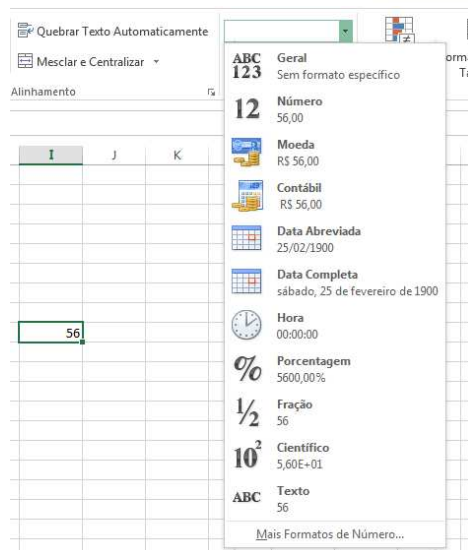 Quebrar Texto Automaticamente
Mesclar e Centralizar
Alinhamento
I J K
56
ABC
123
Geral
Sem formato específico
12
Número
56,00
Moeda
R$ 56,00
Contábil
R$ 56,00
Data Abreviada
25/02/1900
Data Completa
sábado, 25 de fevereiro de 1900
Hora
00:00:00
%
Porcentagem
5600,00%
½
Fração
56
10²
Científico
5,60E+01
ABC
Texto
56
Mais Formatos de Número...